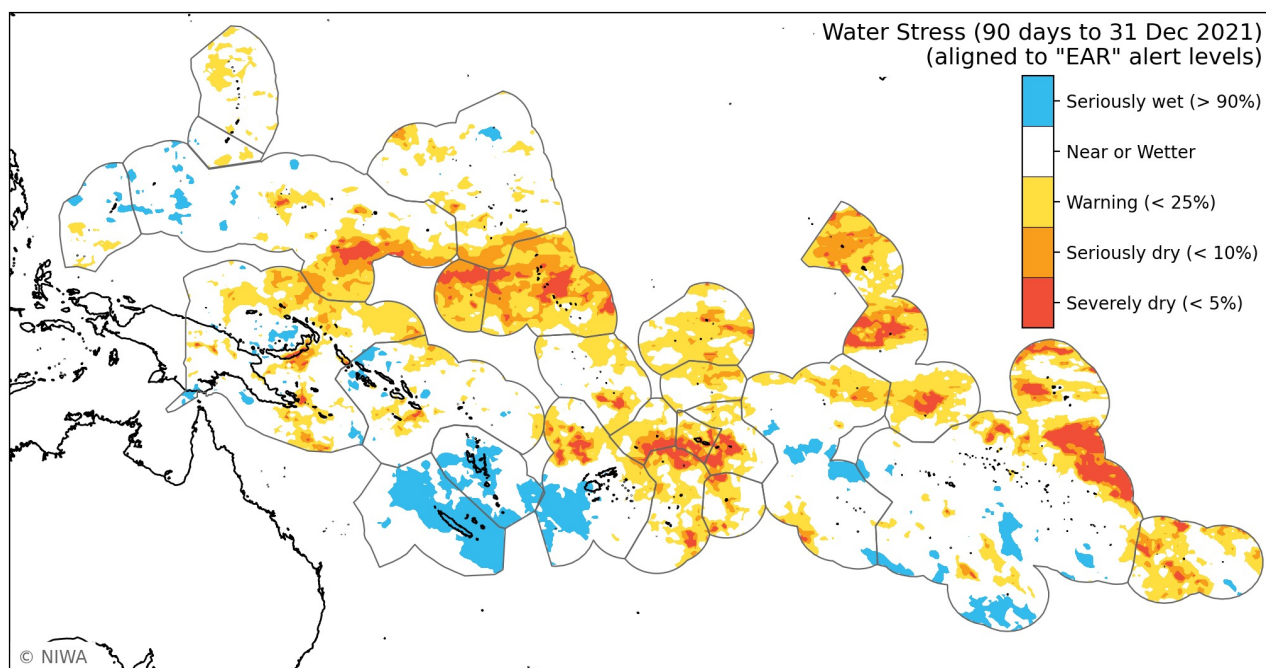 Water Stress (90 days to 31 Dec 2021)
(aligned to "EAR" alert levels)
Seriously wet (> 90%)
Near or Wetter
Warning (< 25%)
Seriously dry (< 10%)
Severely dry (< 5%)
© NIWA